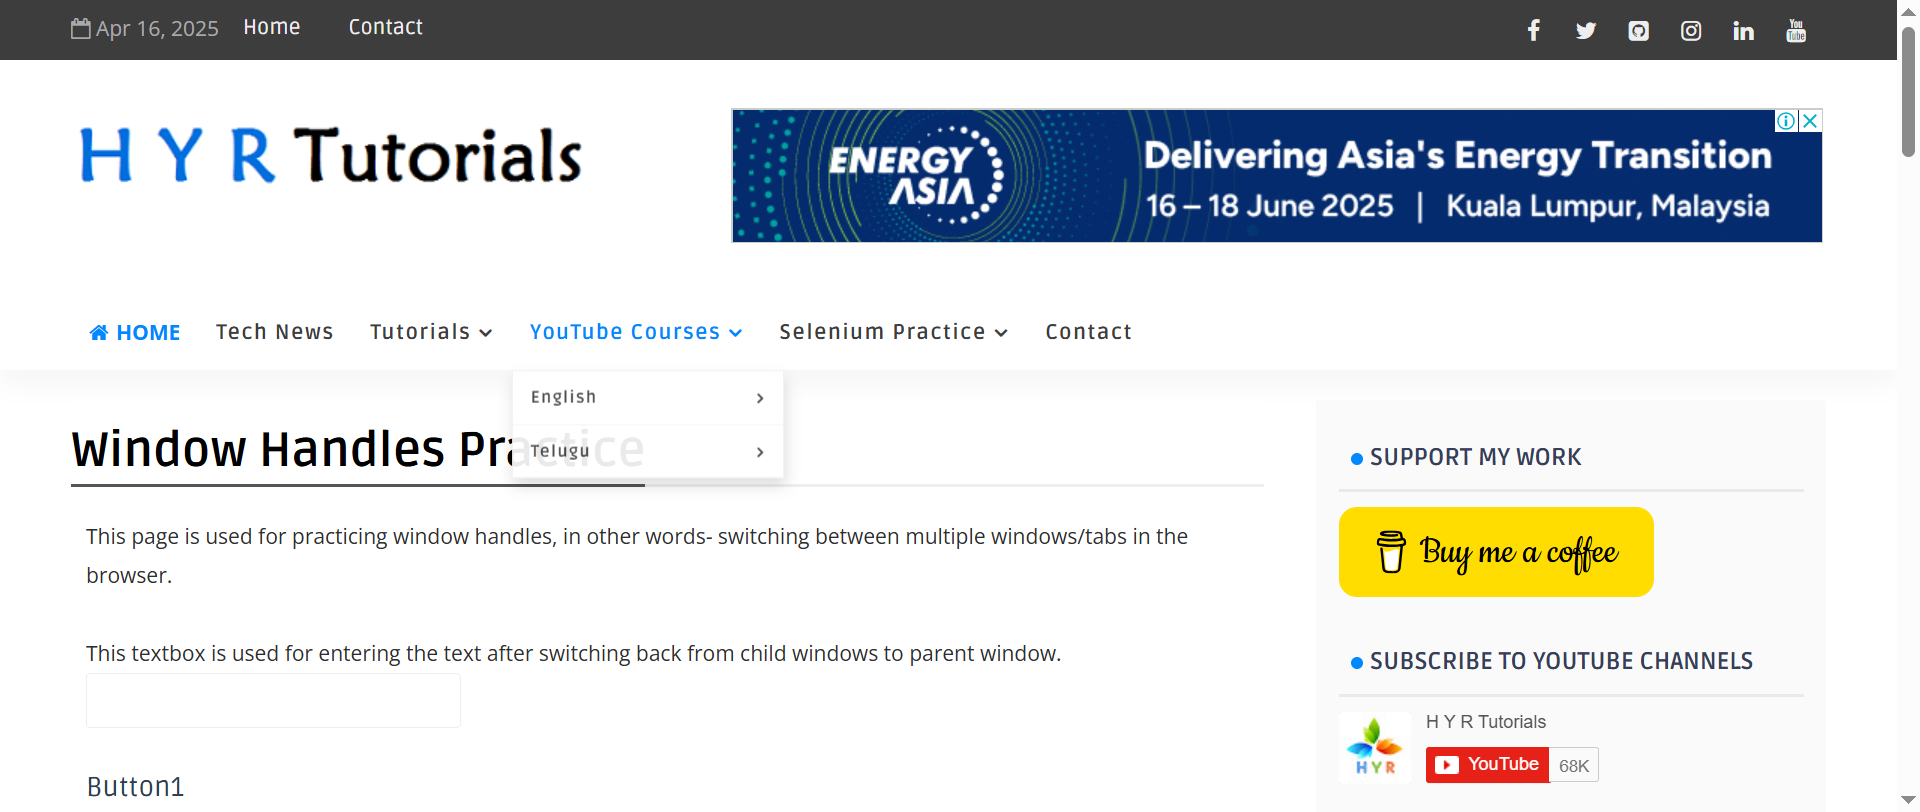 Apr 16, 2025 Home Contact
You
Tube
H Y R Tutorials
ENERGY
ASIA
Delivering Asia's Energy Transition
16 – 18 June 2025 | Kuala Lumpur, Malaysia
HOME Tech News Tutorials YouTube Courses Selenium Practice Contact
English
Telugu
Window Handles Practice
This page is used for practicing window handles, in other words- switching between multiple windows/tabs in the
browser.
This textbox is used for entering the text after switching back from child windows to parent window.
Button1
SUPPORT MY WORK
Buy me a coffee
SUBSCRIBE TO YOUTUBE CHANNELS
H Y R Tutorials
HYR
YouTube 68K